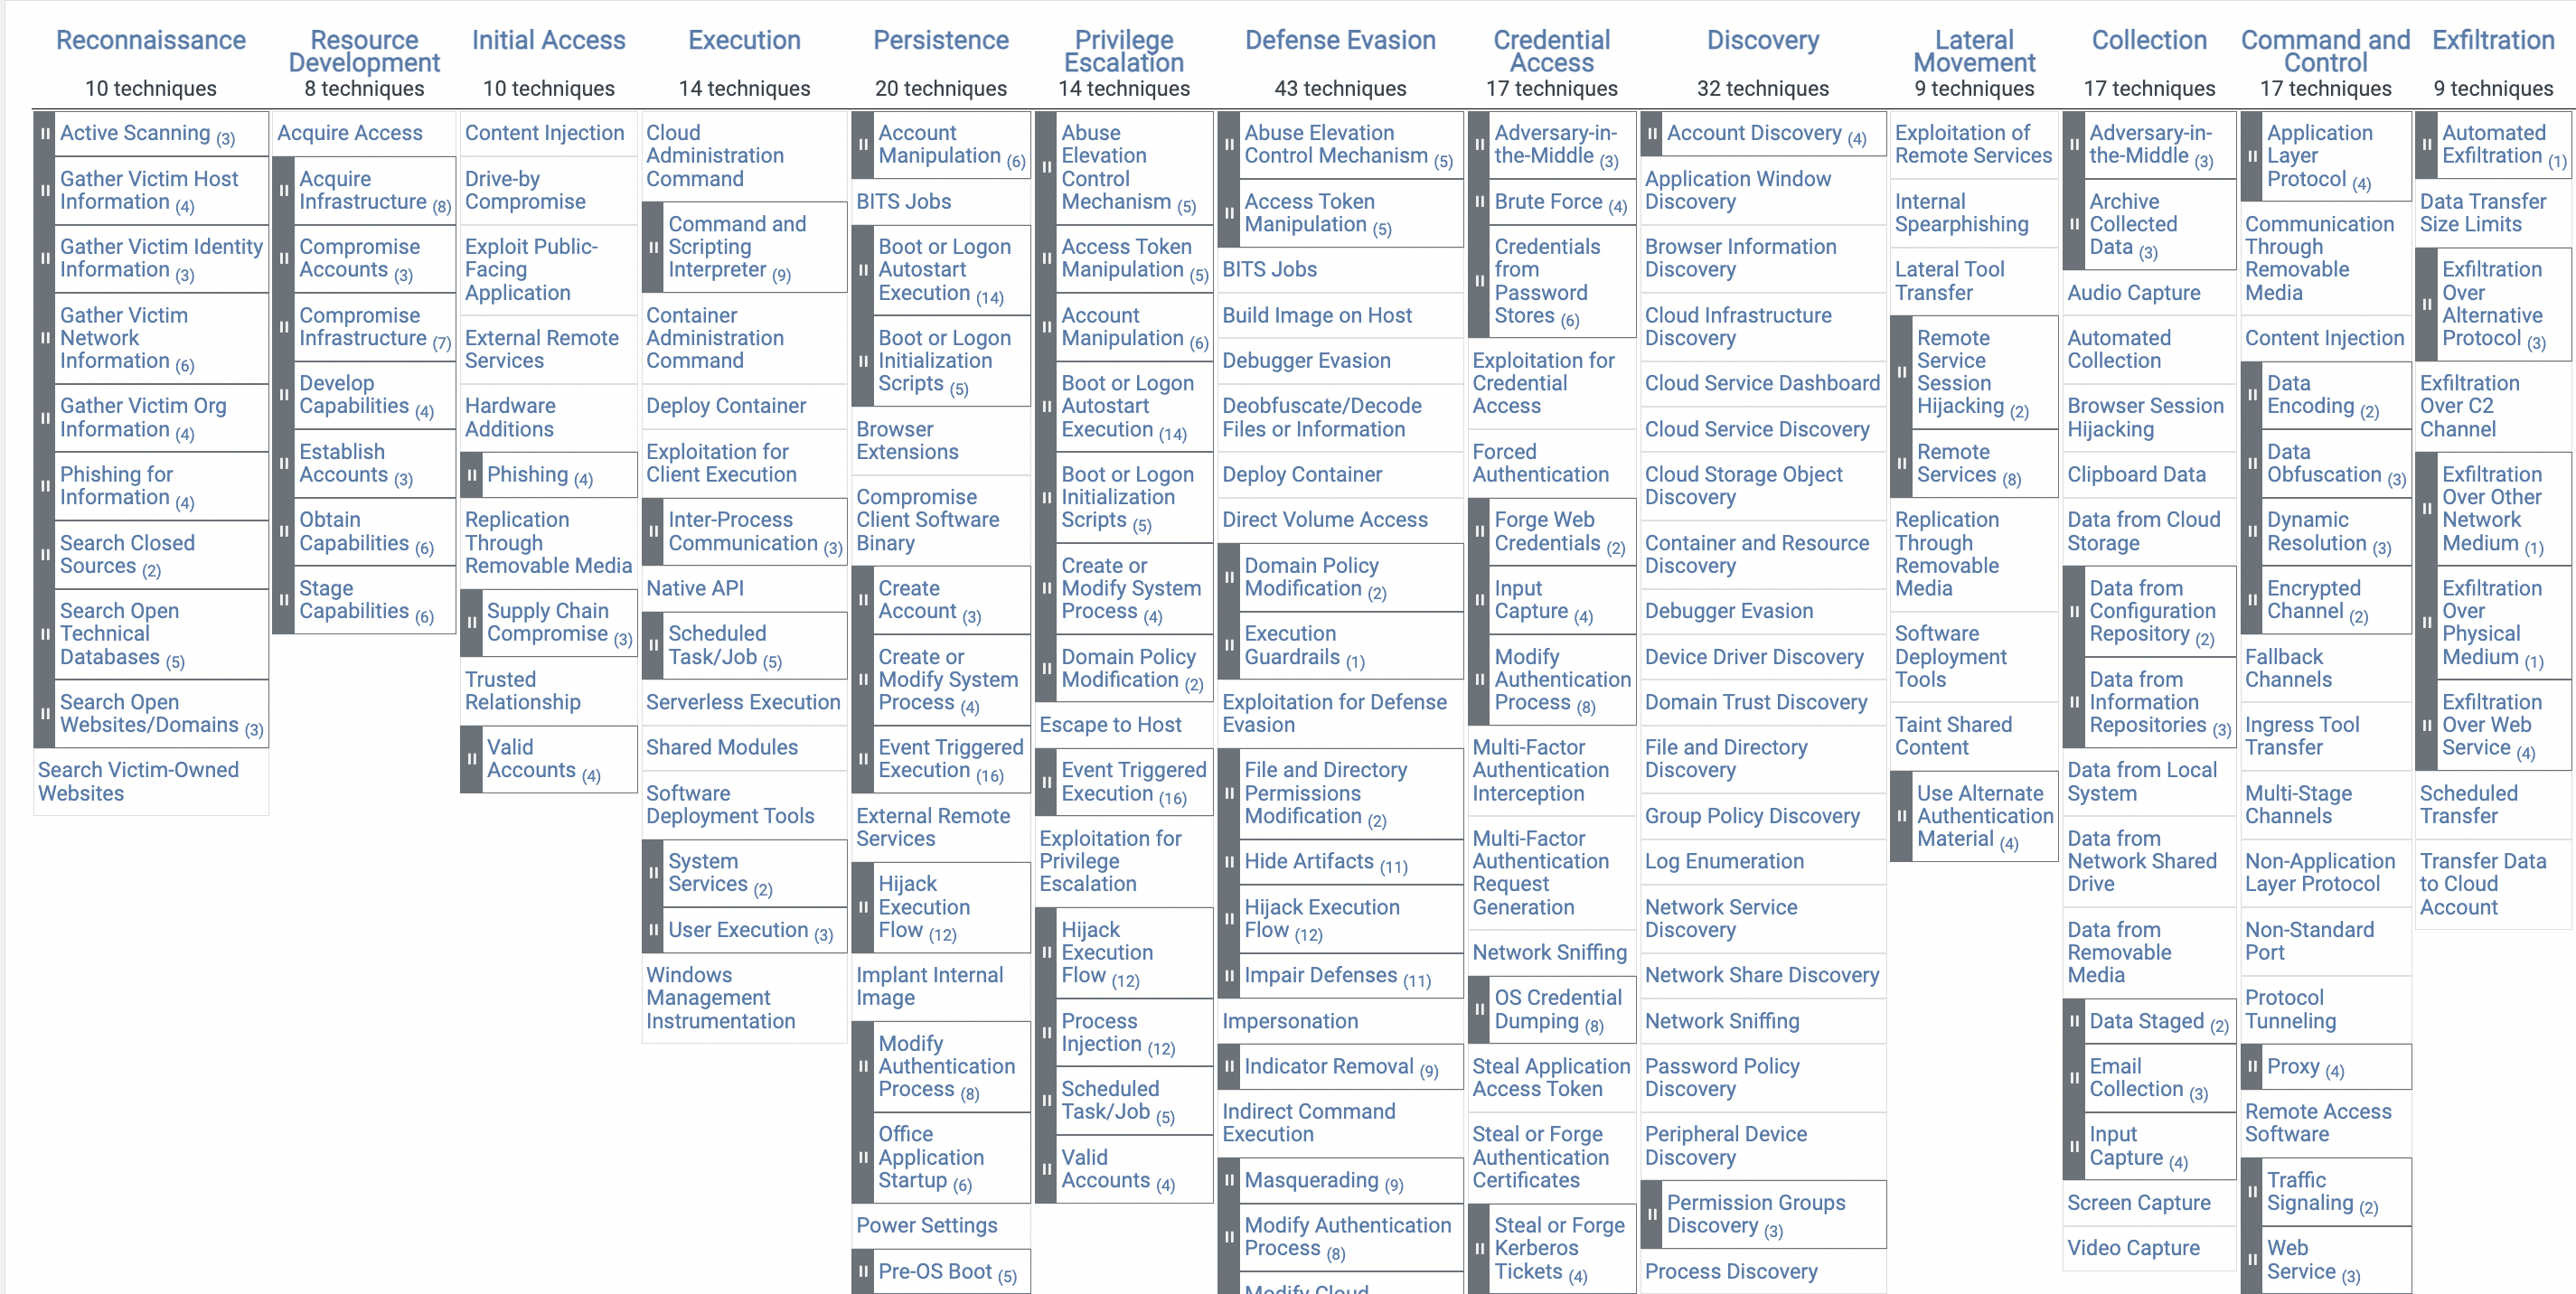 Reconnaissance
10 techniques
Active Scanning (3)
Gather Victim Host
Information (4)
Gather Victim Identity
Information (3)
Gather Victim
Network
Information (6)
Gather Victim Org
Information (4)
Phishing for
Information (4)
Search Closed
Sources (2)
Search Open
Technical
Databases (5)
Search Open
Websites/Domains (3)
Search Victim-Owned
Websites
Resource
Development
8 techniques
Acquire Access
Acquire
Infrastructure (8)
Compromise
Accounts (3)
Compromise
Infrastructure (7)
Develop
Capabilities (4)
Establish
Accounts (3)
Obtain
Capabilities (6)
Stage
Capabilities (6)
Initial Access
10 techniques
Content Injection
Drive-by
Compromise
Exploit Public-
Facing
Application
External Remote
Services
Hardware
Additions
Phishing (4)
Replication
Through
Removable Media
Supply Chain
Compromise (3)
Trusted
Relationship
Valid
Accounts (4)
Execution
14 techniques
Cloud
Administration
Command
Command and
Scripting
Interpreter (9)
Container
Administration
Command
Deploy Container
Exploitation for
Client Execution
Inter-Process
Communication (3)
Native API
Scheduled
Task/Job (5)
Serverless Execution
Shared Modules
Software
Deployment Tools
System
Services (2)
User Execution (3)
Windows
Management
Instrumentation
Persistence
20 techniques
Account
Manipulation (6)
BITS Jobs
Boot or Logon
Autostart
Execution (14)
Boot or Logon
Initialization
Scripts (5)
Browser
Extensions
Compromise
Client Software
Binary
Create
Account (3)
Create or
Modify System
Process (4)
Event Triggered
Execution (16)
External Remote
Services
Hijack
Execution
Flow (12)
Implant Internal
Image
Modify
Authentication
Process (8)
Office
Application
Startup (6)
Power Settings
Pre-OS Boot (5)
Privilege
Escalation
14 techniques
Abuse
Elevation
Control
Mechanism (5)
Access Token
Manipulation (5)
Account
Manipulation (6)
Boot or Logon
Autostart
Execution (14)
Boot or Logon
Initialization
Scripts (5)
Create or
Modify System
Process (4)
Domain Policy
Modification (2)
Escape to Host
Event Triggered
Execution (16)
Exploitation for
Privilege
Escalation
Hijack
Execution
Flow (12)
Process
Injection (12)
Scheduled
Task/Job (5)
Valid
Accounts (4)
Defense Evasion
43 techniques
Abuse Elevation
Control Mechanism (5)
Access Token
Manipulation (5)
BITS Jobs
Build Image on Host
Debugger Evasion
Deobfuscate/Decode
Files or Information
Deploy Container
Direct Volume Access
Domain Policy
Modification (2)
Execution
Guardrails (1)
Exploitation for Defense
Evasion
File and Directory
Permissions
Modification (2)
Hide Artifacts (11)
Hijack Execution
Flow (12)
Impair Defenses (11)
Impersonation
Indicator Removal (9)
Indirect Command
Execution
Masquerading (9)
Modify Authentication
Process (8)
Modify Cloud
Credential
Access
17 techniques
Adversary-in-
the-Middle (3)
Brute Force (4)
Credentials
from
Password
Stores (6)
Exploitation for
Credential
Access
Forced
Authentication
Forge Web
Credentials (2)
Input
Capture (4)
Modify
Authentication
Process (8)
Multi-Factor
Authentication
Interception
Multi-Factor
Authentication
Request
Generation
Network Sniffing
OS Credential
Dumping (8)
Steal Application
Access Token
Steal or Forge
Authentication
Certificates
Steal or Forge
Kerberos
Tickets (4)
Discovery
32 techniques
Account Discovery (4)
Application Window
Discovery
Browser Information
Discovery
Cloud Infrastructure
Discovery
Cloud Service Dashboard
Cloud Service Discovery
Cloud Storage Object
Discovery
Container and Resource
Discovery
Debugger Evasion
Device Driver Discovery
Domain Trust Discovery
File and Directory
Discovery
Group Policy Discovery
Log Enumeration
Network Service
Discovery
Network Share Discovery
Network Sniffing
Password Policy
Discovery
Peripheral Device
Discovery
Permission Groups
Discovery (3)
Process Discovery
Lateral
Movement
9 techniques
Exploitation of
Remote Services
Internal
Spearphishing
Lateral Tool
Transfer
Remote
Service
Session
Hijacking (2)
Remote
Services (8)
Replication
Through
Removable
Media
Software
Deployment
Tools
Taint Shared
Content
Use Alternate
Authentication
Material (4)
Collection
17 techniques
Adversary-in-
the-Middle (3)
Archive
Collected
Data (3)
Audio Capture
Automated
Collection
Browser Session
Hijacking
Clipboard Data
Data from Cloud
Storage
Data from
Configuration
Repository (2)
Data from
Information
Repositories (3)
Data from Local
System
Data from
Network Shared
Drive
Data from
Removable
Media
Data Staged (2)
Email
Collection (3)
Input
Capture (4)
Screen Capture
Video Capture
Command and
Control
17 techniques
Application
Layer
Protocol (4)
Communication
Through
Removable
Media
Content Injection
Data
Encoding (2)
Data
Obfuscation (3)
Dynamic
Resolution (3)
Encrypted
Channel (2)
Fallback
Channels
Ingress Tool
Transfer
Multi-Stage
Channels
Non-Application
Layer Protocol
Non-Standard
Port
Protocol
Tunneling
Proxy (4)
Remote Access
Software
Traffic
Signaling (2)
Web
Service (3)
Exfiltration
9 techniques
Automated
Exfiltration (1)
Data Transfer
Size Limits
Exfiltration
Over
Alternative
Protocol (3)
Exfiltration
Over C2
Channel
Exfiltration
Over Other
Network
Medium (1)
Exfiltration
Over
Physical
Medium (1)
Exfiltration
Over Web
Service (4)
Scheduled
Transfer
Transfer Data
to Cloud
Account